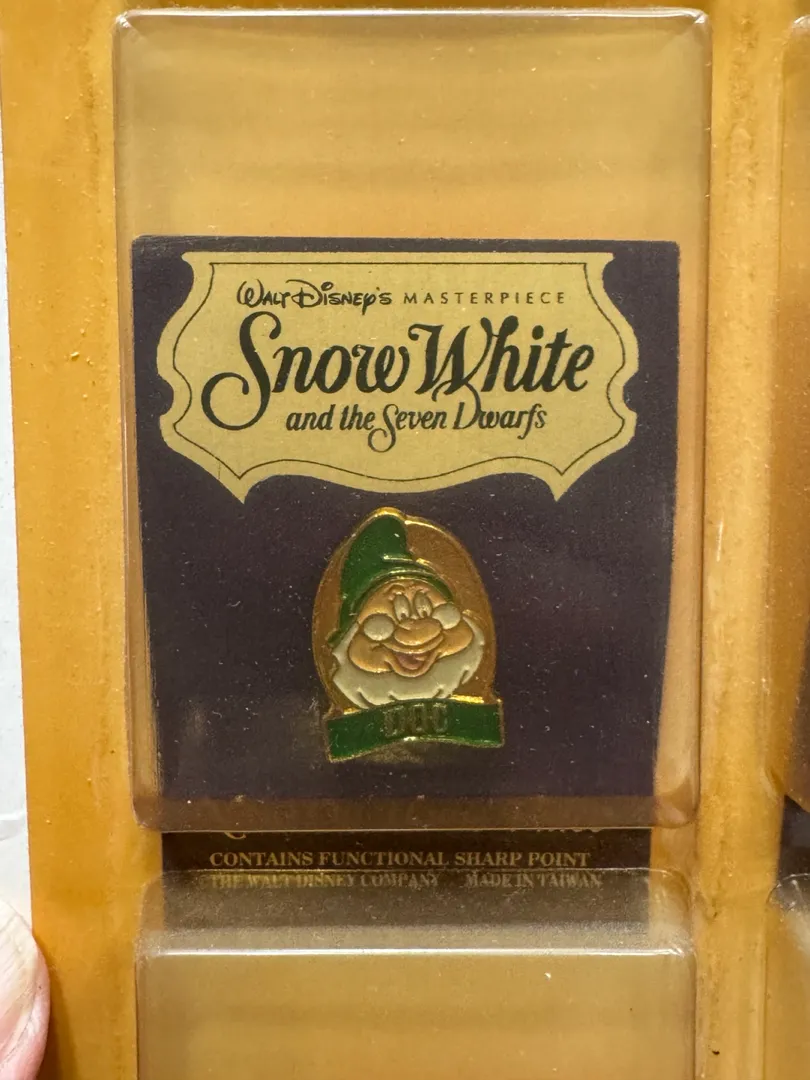 WALT DISNEY'S MASTERPIECE
Snow White
and the Seven Dwarfs
DOC
CONTAINS FUNCTIONAL SHARP POINT
THE WALT DISNEY COMPANY MADE IN TAIWAN